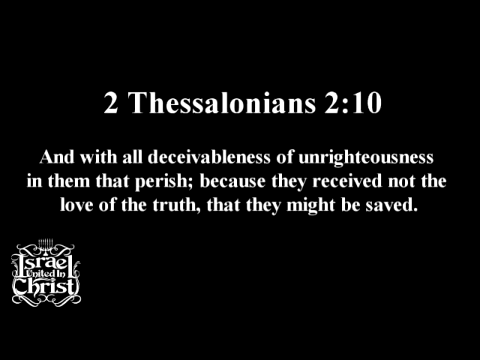 2 Thessalonians 2:10
And with all deceivableness of unrighteousness
in them that perish; because they received not the
love of the truth, that they might be saved.
Israel
United In
Christ